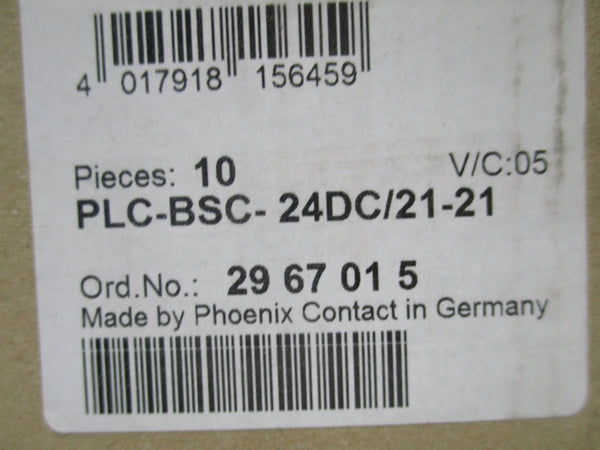 4 017918 156459
Pieces: 10 V/C:05
PLC-BSC- 24DC/21-21
Ord.No.: 29 67 01 5
Made by Phoenix Contact in Germany